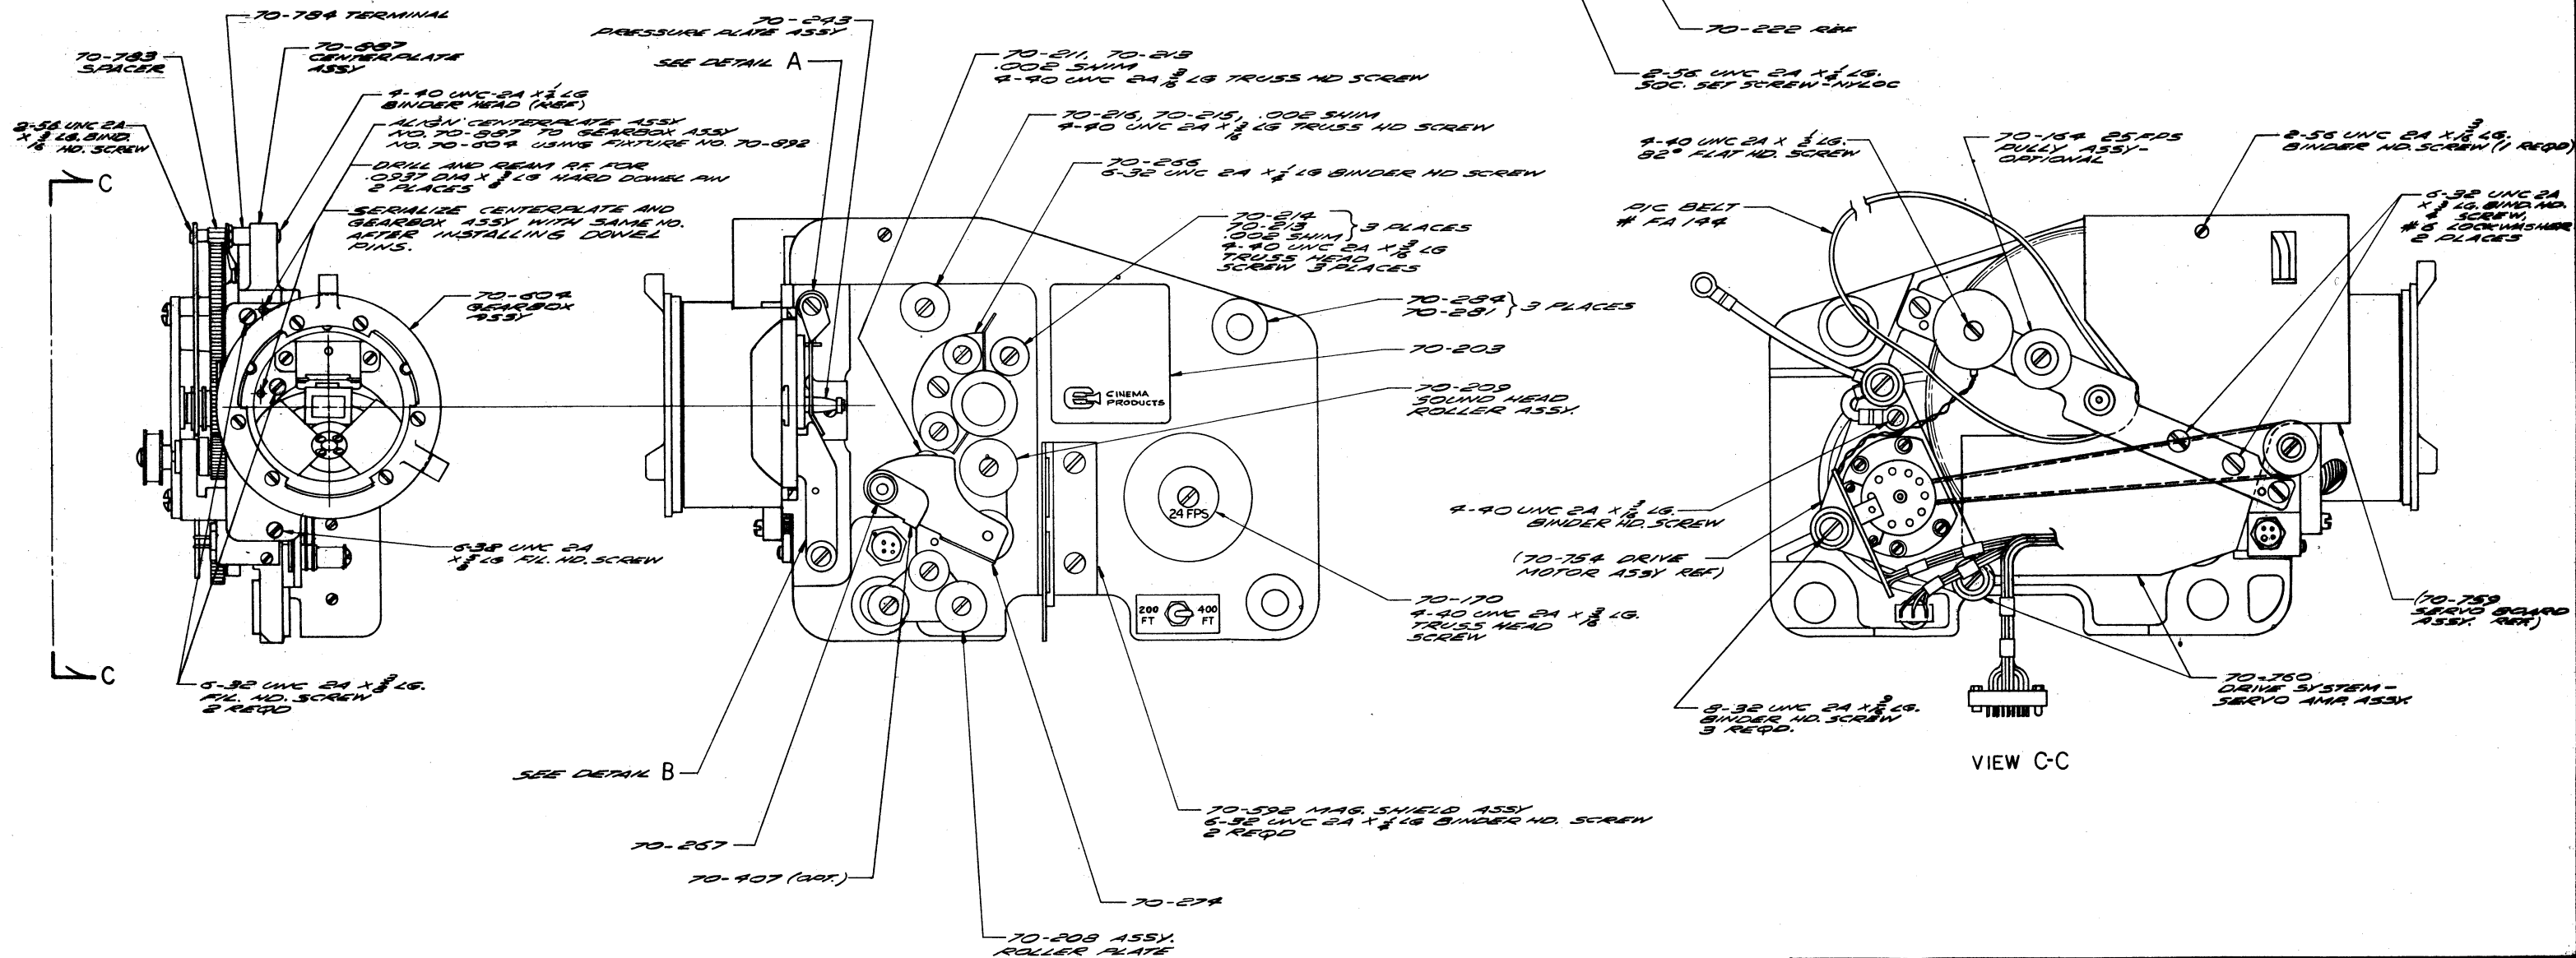 70-784 TERMINAL
70-783
SPACER
70-887
CENTERPLATE
ASSY
4-40 UNC-2A X 1/4 LG
BINDER HEAD (REF)
2-56 UNC 2A
X 3/16 LG. BIND.
HD. SCREW
ALIGN CENTERPLATE ASSY
NO. 70-887 TO GEARBOX ASSY
NO. 70-604 USING FIXTURE NO. 70-892
DRILL AND REAM P.F. FOR
.0937 DIA X 3/8 LG HARD DOWEL PIN
2 PLACES
SERIALIZE CENTERPLATE AND
GEARBOX ASSY WITH SAME NO.
AFTER INSTALLING DOWEL
PINS.
C
C
70-604
GEARBOX
ASSY
6-32 UNC 2A
X 5/8 LG FIL. HD. SCREW
6-32 UNC 2A X 3/8 LG.
FIL. HD. SCREW
2 REQD
70-243
PRESSURE PLATE ASSY
SEE DETAIL A
70-211, 70-213
.002 SHIM
4-40 UNC 2A 3/16 LG TRUSS HD SCREW
70-216, 70-215, .002 SHIM
4-40 UNC 2A X 3/16 LG TRUSS HD SCREW
70-266
6-32 UNC 2A X 1/4 LG BINDER HD SCREW
70-214
70-213
.002 SHIM
} 3 PLACES
4-40 UNC 2A X 3/16 LG
TRUSS HEAD
SCREW 3 PLACES
70-284
70-281
} 3 PLACES
70-203
CINEMA
PRODUCTS
70-209
SOUND HEAD
ROLLER ASSY.
24 FPS
200
FT
400
FT
70-170
4-40 UNC 2A X 3/16 LG.
TRUSS HEAD
SCREW
SEE DETAIL B
70-267
70-407 (OPT.)
70-592 MAG. SHIELD ASSY
6-32 UNC 2A X 1/4 LG BINDER HD. SCREW
2 REQD
70-274
70-208 ASSY.
ROLLER PLATE
70-222 REF
2-56 UNC 2A X 1/4 LG.
SOC. SET SCREW-NYLOC
4-40 UNC 2A X 1/2 LG.
82° FLAT HD. SCREW
70-164 25 FPS
PULLY ASSY-
OPTIONAL
2-56 UNC 2A X 3/16 LG.
BINDER HD. SCREW (1 REQD)
PIC BELT
# FA 144
6-32 UNC 2A
X 3/4 LG. BIND. HD.
SCREW,
#6 LOCKWASHER
2 PLACES
4-40 UNC 2A X 3/16 LG.
BINDER HD. SCREW
(70-754 DRIVE
MOTOR ASSY REF)
8-32 UNC 2A X 9/16 LG.
BINDER HD. SCREW
3 REQD.
(70-759
SERVO BOARD
ASSY. REF)
70-760
DRIVE SYSTEM-
SERVO AMP. ASSY.
VIEW C-C